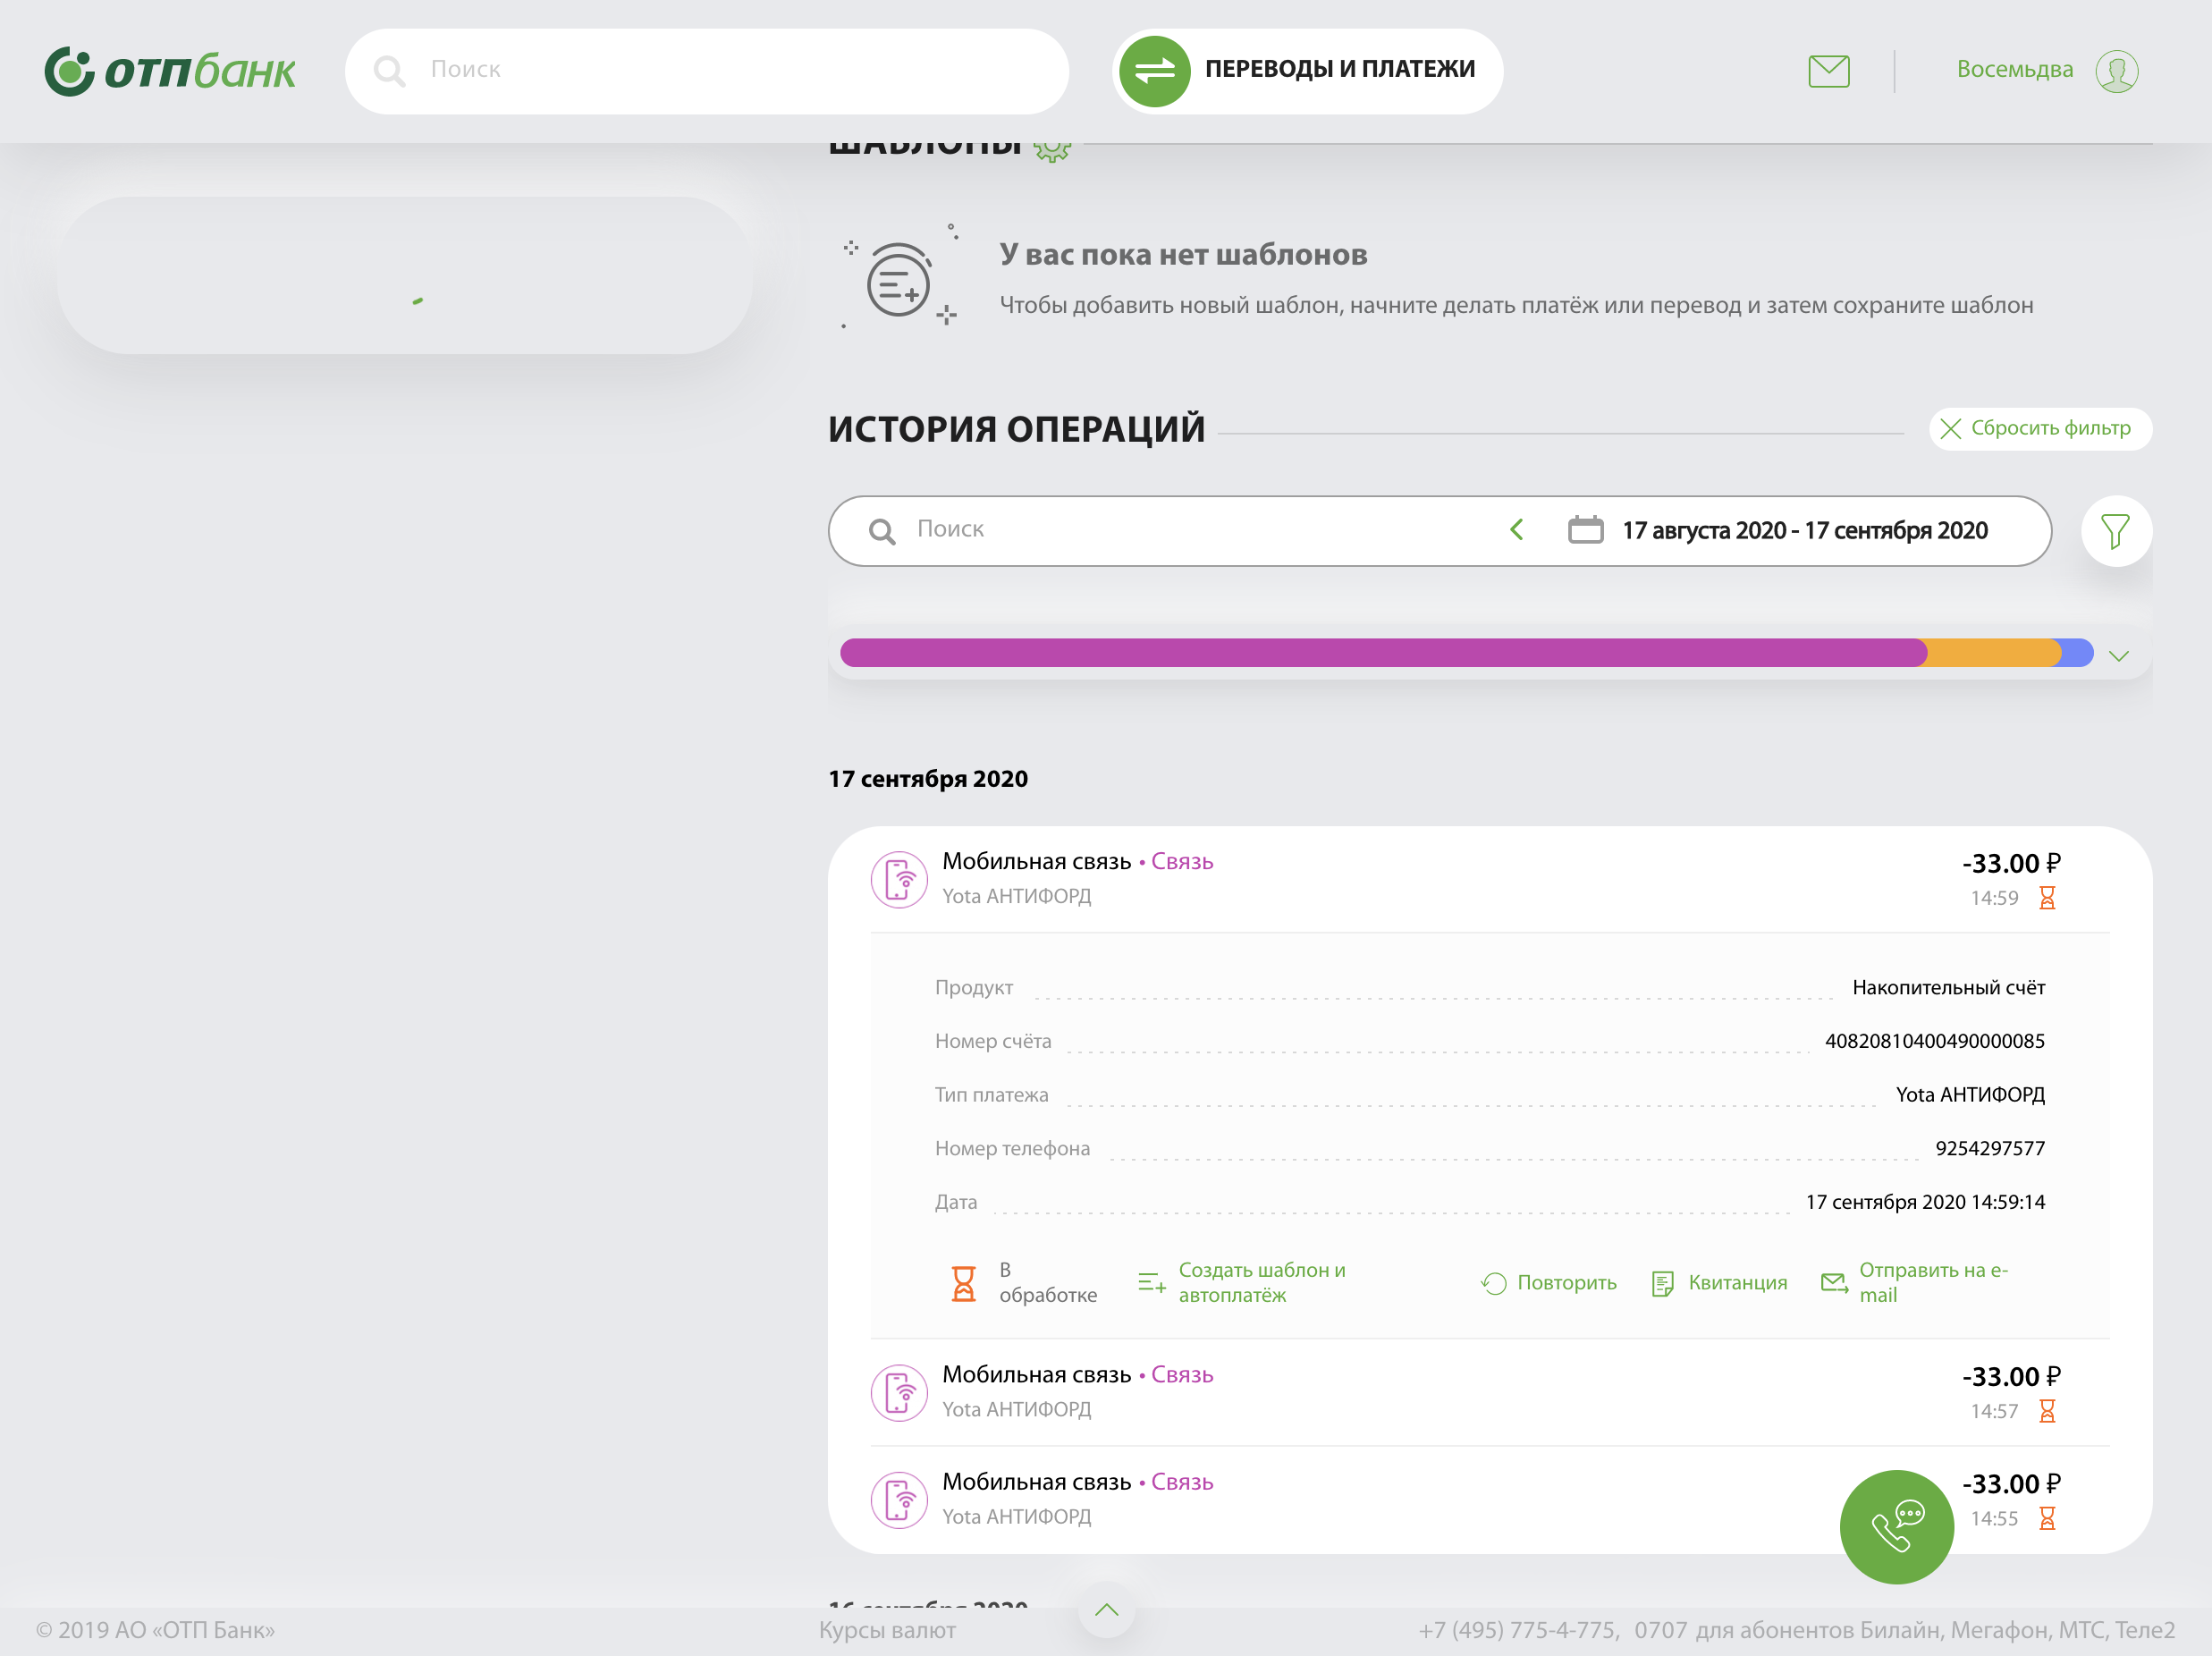 отпбанк
Поиск
ПЕРЕВОДЫ И ПЛАТЕЖИ
Восемьдва
ШАБЛОНЫ
У вас пока нет шаблонов
Чтобы добавить новый шаблон, начните делать платёж или перевод и затем сохраните шаблон
ИСТОРИЯ ОПЕРАЦИЙ
Сбросить фильтр
Поиск
17 августа 2020 - 17 сентября 2020
17 сентября 2020
Мобильная связь • Связь
-33.00 ₽
Yota АНТИФОРД
14:59
Продукт
Накопительный счёт
Номер счёта
40820810400490000085
Тип платежа
Yota АНТИФОРД
Номер телефона
9254297577
Дата
17 сентября 2020 14:59:14
В
обработке
Создать шаблон и
автоплатёж
Повторить
Квитанция
Отправить на e-
mail
Мобильная связь • Связь
-33.00 ₽
Yota АНТИФОРД
14:57
Мобильная связь • Связь
-33.00 ₽
Yota АНТИФОРД
14:55
16 сентября 2020
© 2019 АО «ОТП Банк»
Курсы валют
+7 (495) 775-4-775, 0707 для абонентов Билайн, Мегафон, МТС, Теле2